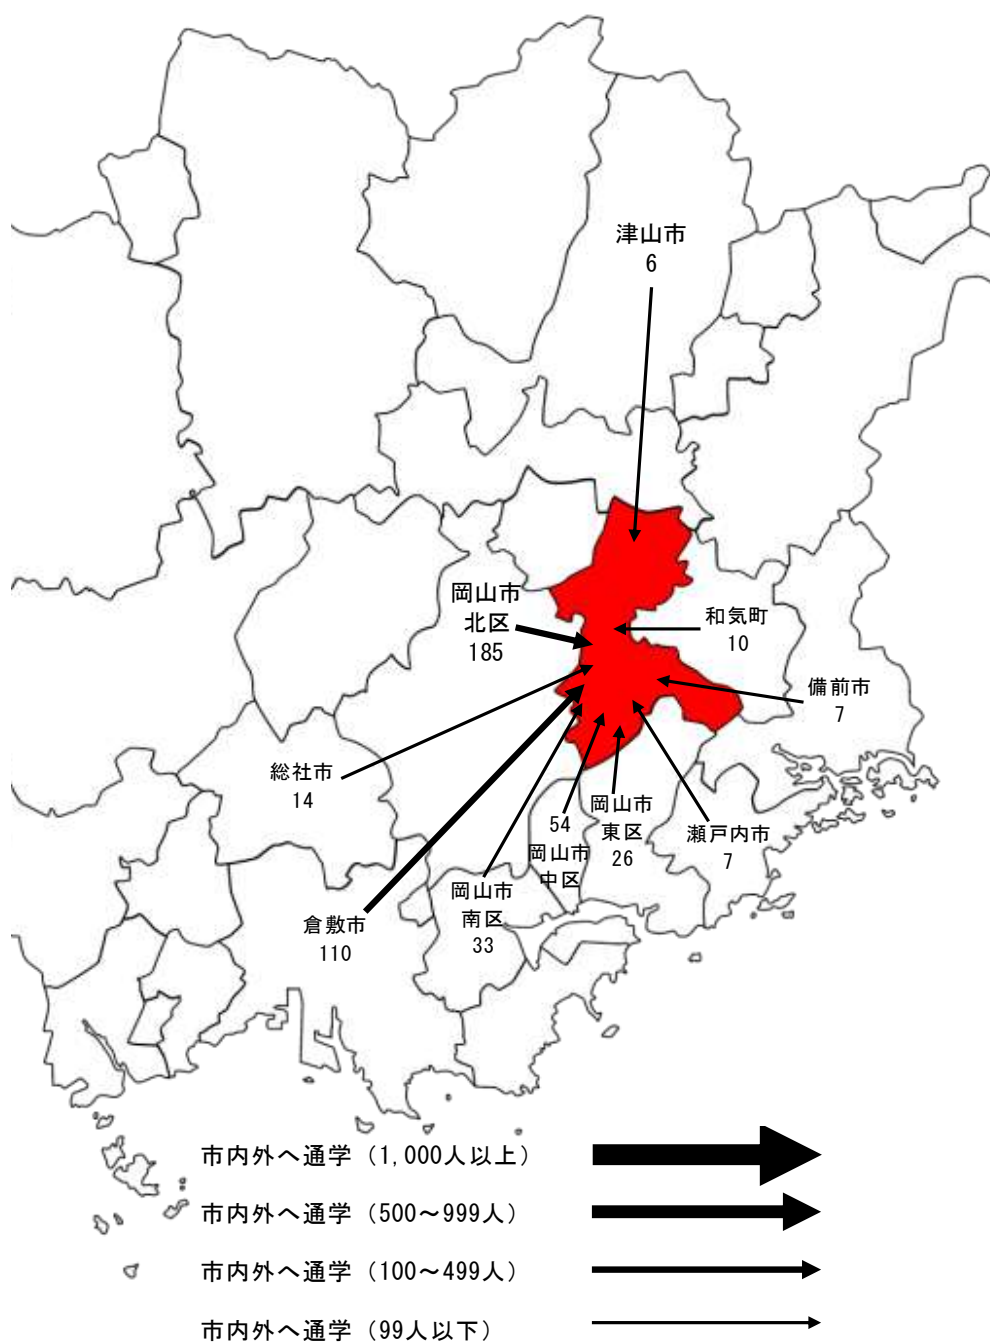 津山市
6
岡山市
北区
185
和気町
10
備前市
7
総社市
14
54
岡山市
中区
岡山市
東区
26
瀬戸内市
7
岡山市
南区
33
倉敷市
110
市内外へ通学（1,000人以上）
市内外へ通学（500～999人）
市内外へ通学（100～499人）
市内外へ通学（99人以下）